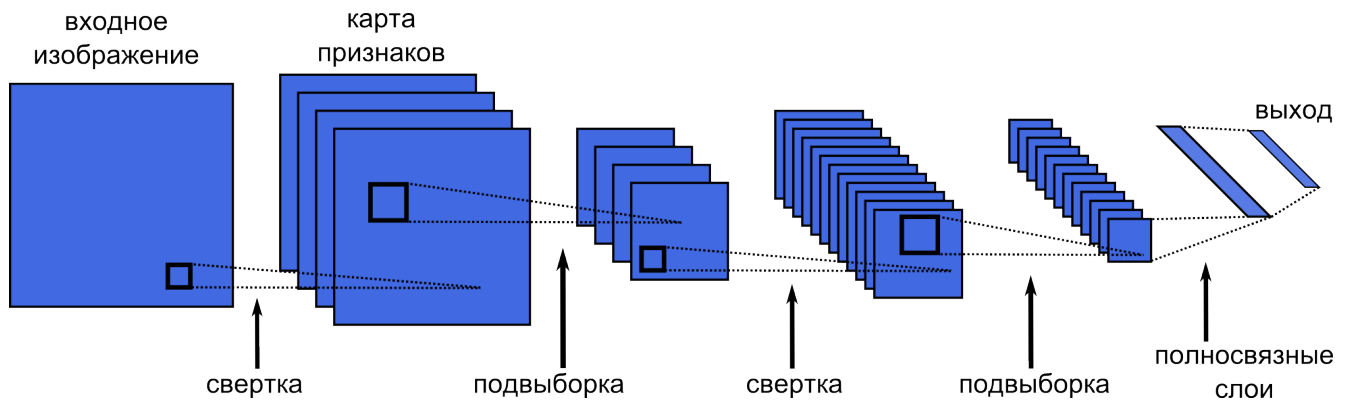 входное
изображение
карта
признаков
выход
свертка
подвыборка
свертка
подвыборка
полносвязные
слои